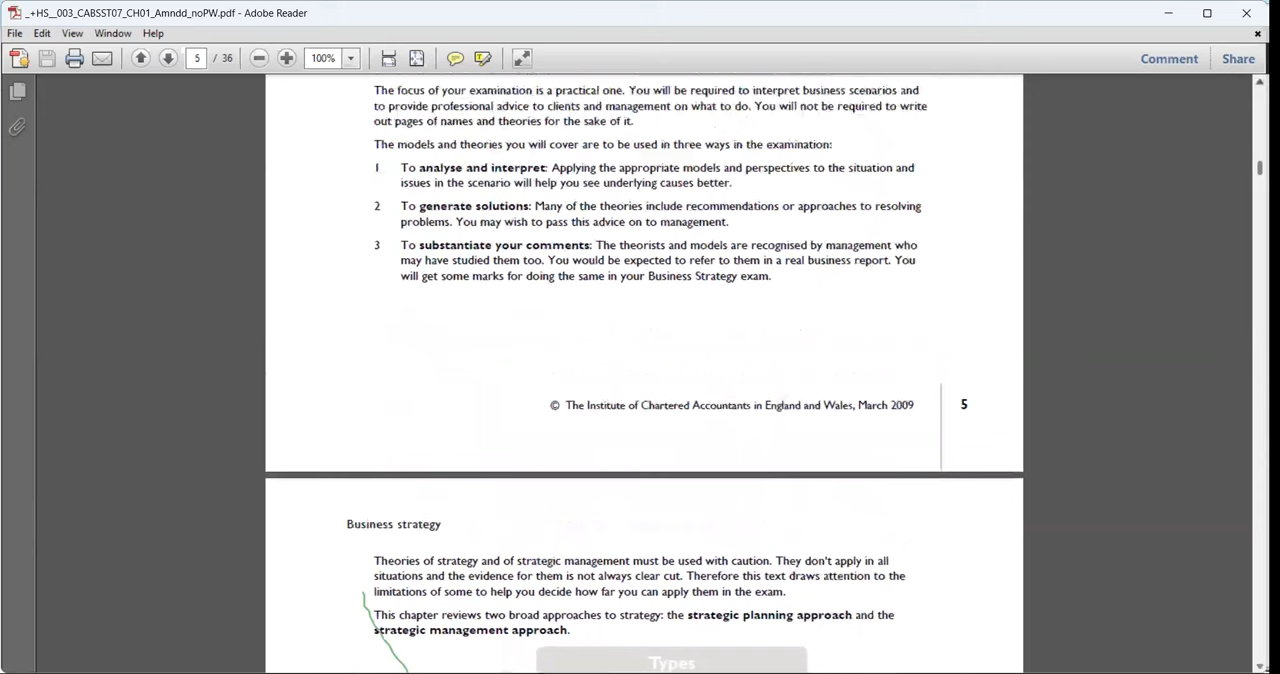 _+HS__003_CABSST07_CH01_Amndd_noPW.pdf - Adobe Reader
File Edit View Window Help
5 / 36 100% Comment Share
The focus of your examination is a practical one. You will be required to interpret business scenarios and
to provide professional advice to clients and management on what to do. You will not be required to write
out pages of names and theories for the sake of it.
The models and theories you will cover are to be used in three ways in the examination:
1 To analyse and interpret: Applying the appropriate models and perspectives to the situation and
issues in the scenario will help you see underlying causes better.
2 To generate solutions: Many of the theories include recommendations or approaches to resolving
problems. You may wish to pass this advice on to management.
3 To substantiate your comments: The theorists and models are recognised by management who
may have studied them too. You would be expected to refer to them in a real business report. You
will get some marks for doing the same in your Business Strategy exam.
© The Institute of Chartered Accountants in England and Wales, March 2009 5
Business strategy
Theories of strategy and of strategic management must be used with caution. They don't apply in all
situations and the evidence for them is not always clear cut. Therefore this text draws attention to the
limitations of some to help you decide how far you can apply them in the exam.
This chapter reviews two broad approaches to strategy: the strategic planning approach and the
strategic management approach.
Types